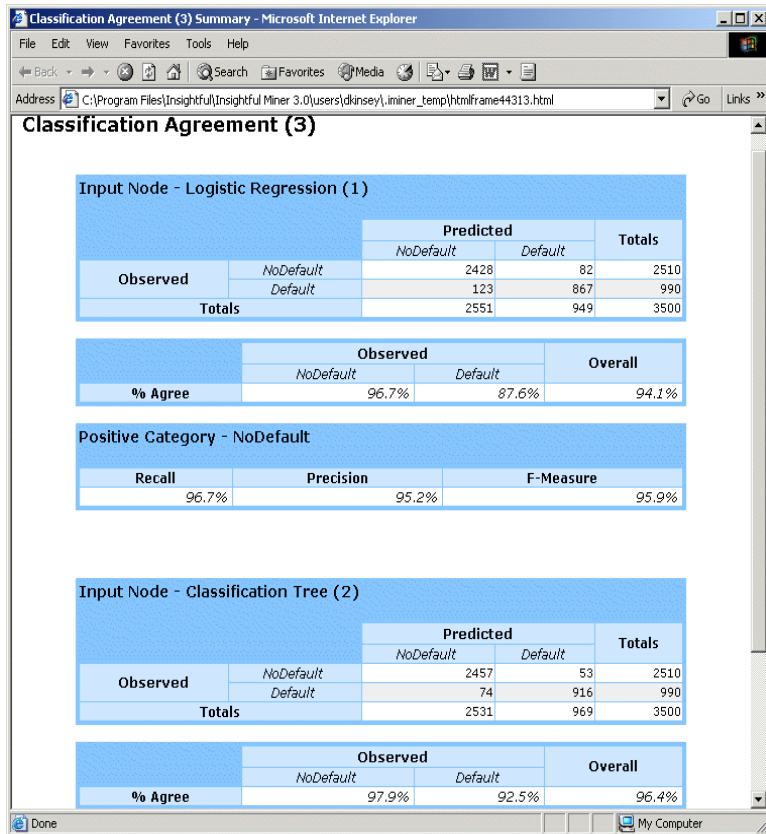 Classification Agreement (3) Summary - Microsoft Internet Explorer
File Edit View Favorites Tools Help
Back Search Favorites Media
Address C:\Program Files\Insightful\Insightful Miner 3.0\users\dkinsey\.iminer_temp\htmlframe44313.html Go Links »
Classification Agreement (3)
Input Node - Logistic Regression (1)
Predicted Totals
NoDefault Default
Observed NoDefault 2428 82 2510
Default 123 867 990
Totals 2551 949 3500
Observed Overall
NoDefault Default
% Agree 96.7% 87.6% 94.1%
Positive Category - NoDefault
Recall Precision F-Measure
96.7% 95.2% 95.9%
Input Node - Classification Tree (2)
Predicted Totals
NoDefault Default
Observed NoDefault 2457 53 2510
Default 74 916 990
Totals 2531 969 3500
Observed Overall
NoDefault Default
% Agree 97.9% 92.5% 96.4%
Done My Computer